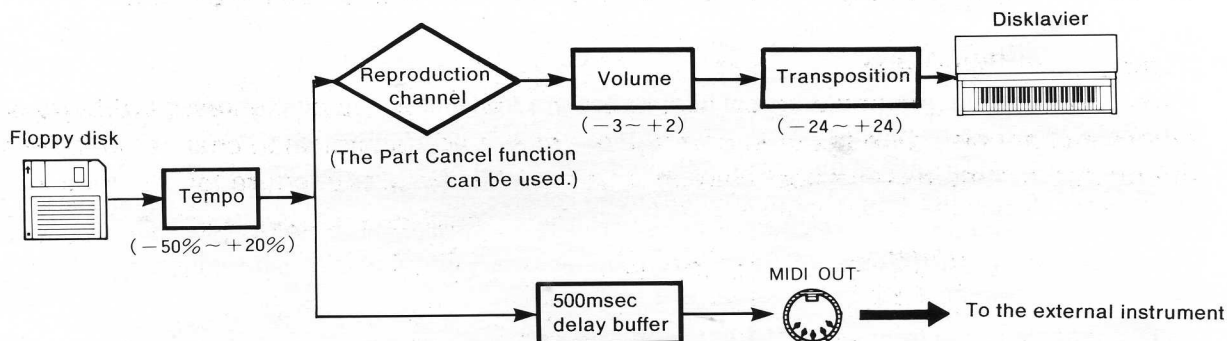 Disklavier
Reproduction
channel
Volume
Transposition
(−3~+2)
(−24~+24)
Floppy disk
(The Part Cancel function
can be used.)
Tempo
(−50%~+20%)
MIDI OUT
500msec
delay buffer
To the external instrument